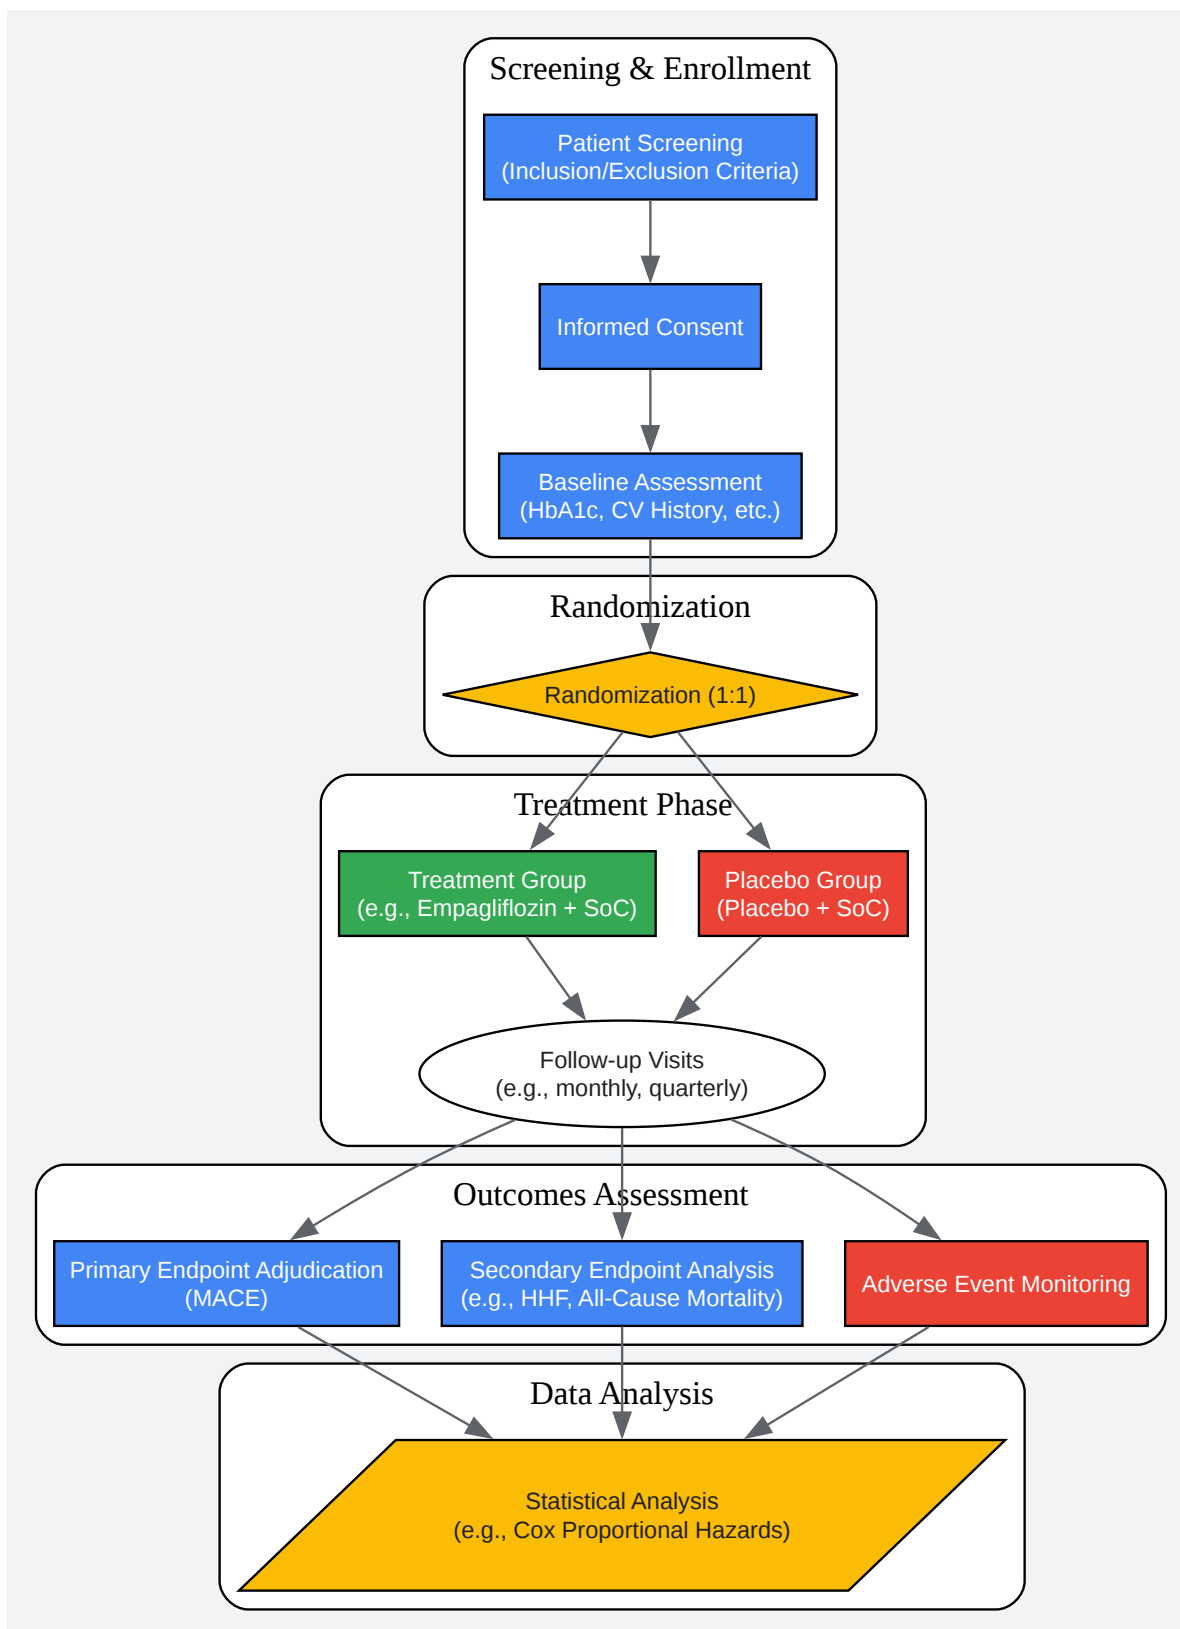 Screening & Enrollment
Patient Screening
(Inclusion/Exclusion Criteria)
Informed Consent
Baseline Assessment
(HbA1c, CV History, etc.)
Randomization
Randomization (1:1)
Treatment Phase
Treatment Group
(e.g., Empagliflozin + SoC)
Placebo Group
(Placebo + SoC)
Follow-up Visits
(e.g., monthly, quarterly)
Outcomes Assessment
Primary Endpoint Adjudication
(MACE)
Secondary Endpoint Analysis
(e.g., HHF, All-Cause Mortality)
Adverse Event Monitoring
Data Analysis
Statistical Analysis
(e.g., Cox Proportional Hazards)